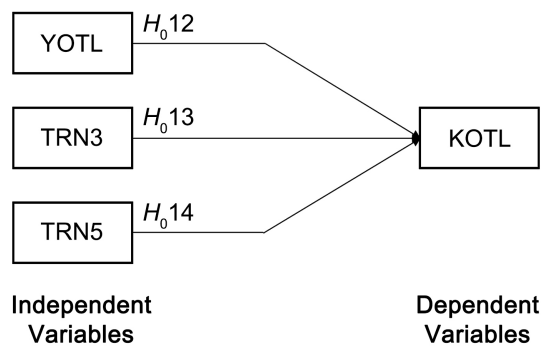 YOTL
H₀12
TRN3
H₀13
KOTL
TRN5
H₀14
Independent
Variables
Dependent
Variables